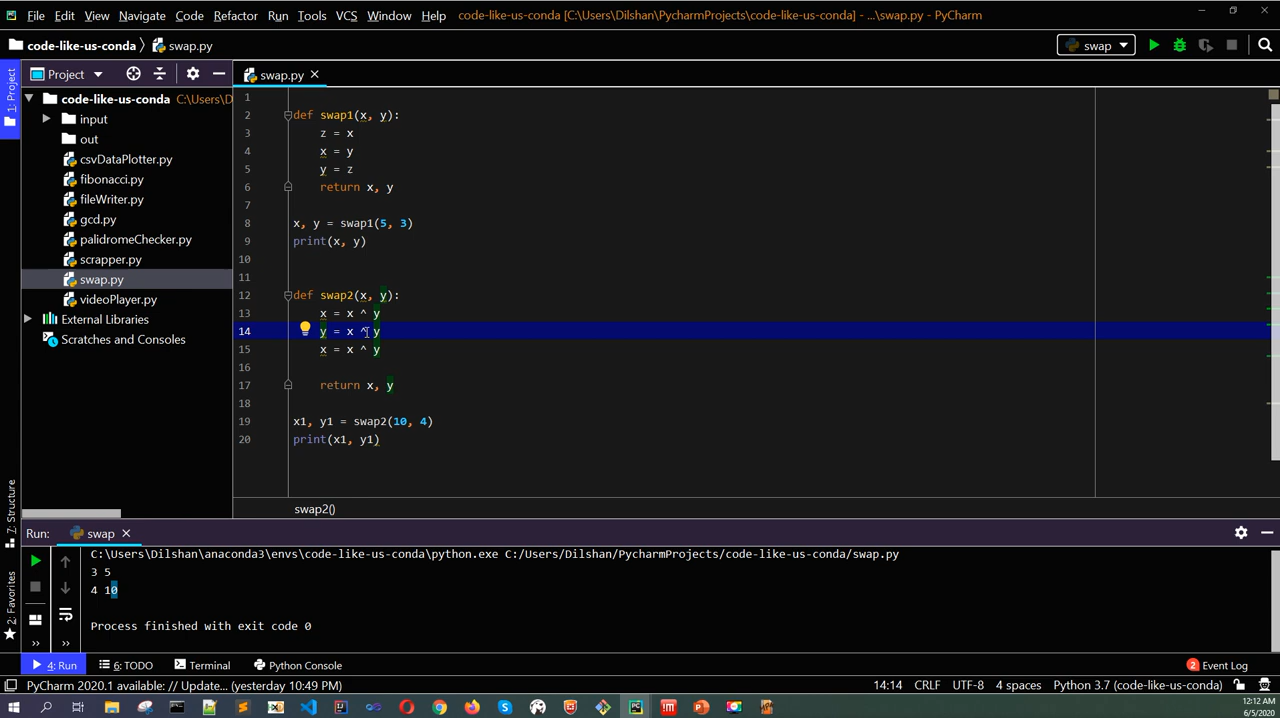 File Edit View Navigate Code Refactor Run Tools VCS Window Help code-like-us-conda [C:\Users\Dilshan\PycharmProjects\code-like-us-conda] - ...\swap.py - PyCharm
code-like-us-conda swap.py swap
1: Project
Project
swap.py
code-like-us-conda C:\Users\D
input
out
csvDataPlotter.py
fibonacci.py
fileWriter.py
gcd.py
palidromeChecker.py
scrapper.py
swap.py
videoPlayer.py
External Libraries
Scratches and Consoles
1
2 def swap1(x, y):
3 z = x
4 x = y
5 y = z
6 return x, y
7
8 x, y = swap1(5, 3)
9 print(x, y)
10
11
12 def swap2(x, y):
13 x = x ^ y
14 y = x ^ y
15 x = x ^ y
16
17 return x, y
18
19 x1, y1 = swap2(10, 4)
20 print(x1, y1)
swap2()
7: Structure
2: Favorites
Run: swap
C:\Users\Dilshan\anaconda3\envs\code-like-us-conda\python.exe C:/Users/Dilshan/PycharmProjects/code-like-us-conda/swap.py
3 5
4 10
Process finished with exit code 0
4: Run 6: TODO Terminal Python Console 2 Event Log
PyCharm 2020.1 available: // Update... (yesterday 10:49 PM) 14:14 CRLF UTF-8 4 spaces Python 3.7 (code-like-us-conda)
12:12 AM
6/5/2020